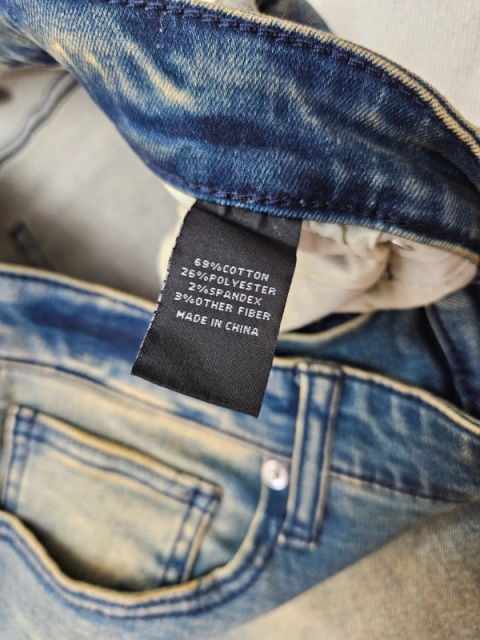 69%COTTON
26%POLYESTER
2%SPANDEX
3%OTHER FIBER
MADE IN CHINA